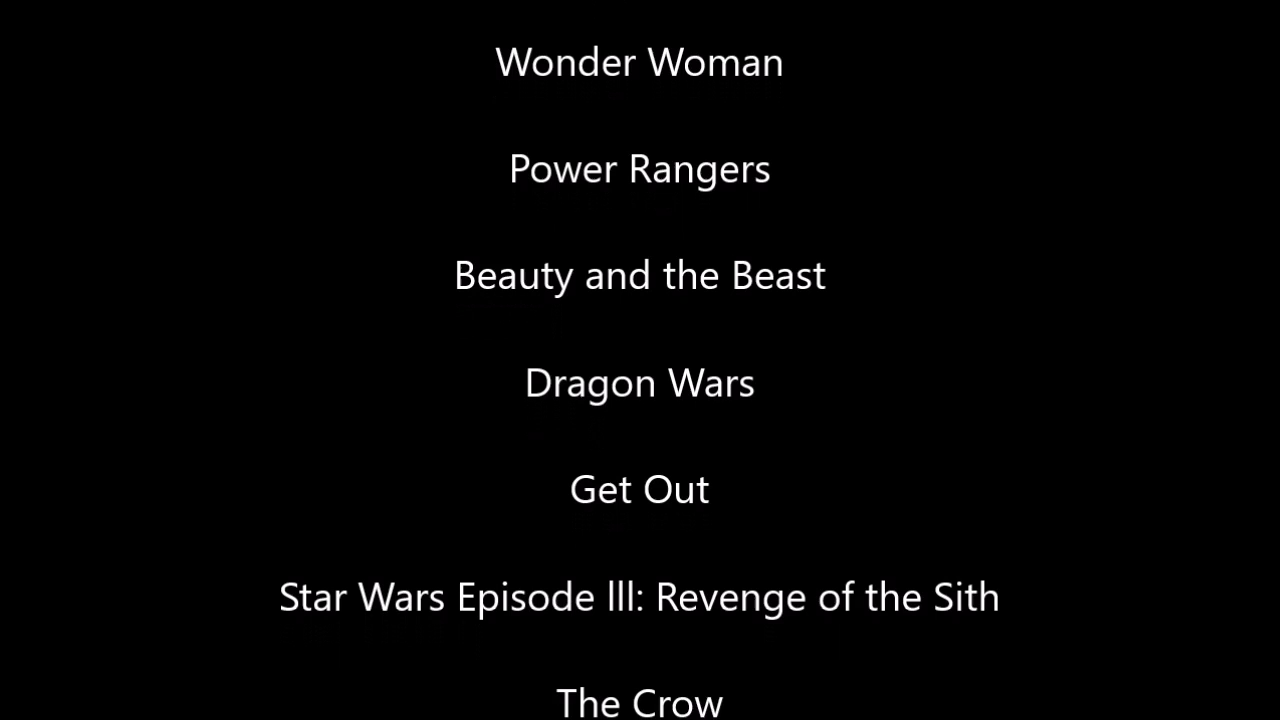 Wonder Woman
Power Rangers
Beauty and the Beast
Dragon Wars
Get Out
Star Wars Episode lll: Revenge of the Sith
The Crow